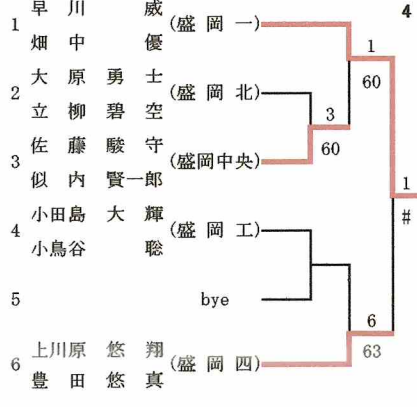 早川 威
1 (盛岡一)
畑中 優
4
1
60
大原勇士
2 (盛岡北)
立柳碧空
3
60
佐藤駿守
3 (盛岡中央)
似内賢一郎
1
#
小田島大輝
4 (盛岡工)
小鳥谷 聡
5 bye
6
63
上川原悠翔
6 (盛岡四)
豊田悠真